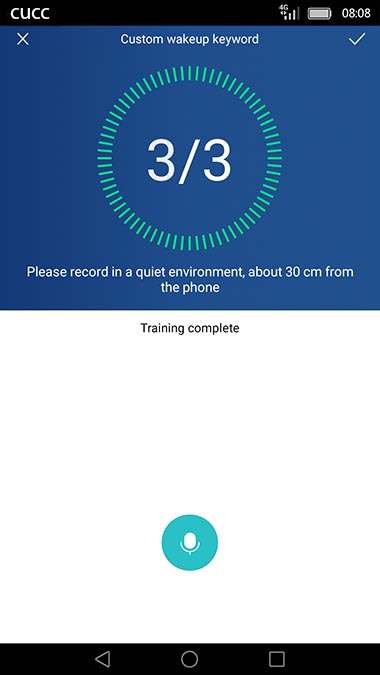 CUCC 4G 08:08
Custom wakeup keyword
3/3
Please record in a quiet environment, about 30 cm from
the phone
Training complete